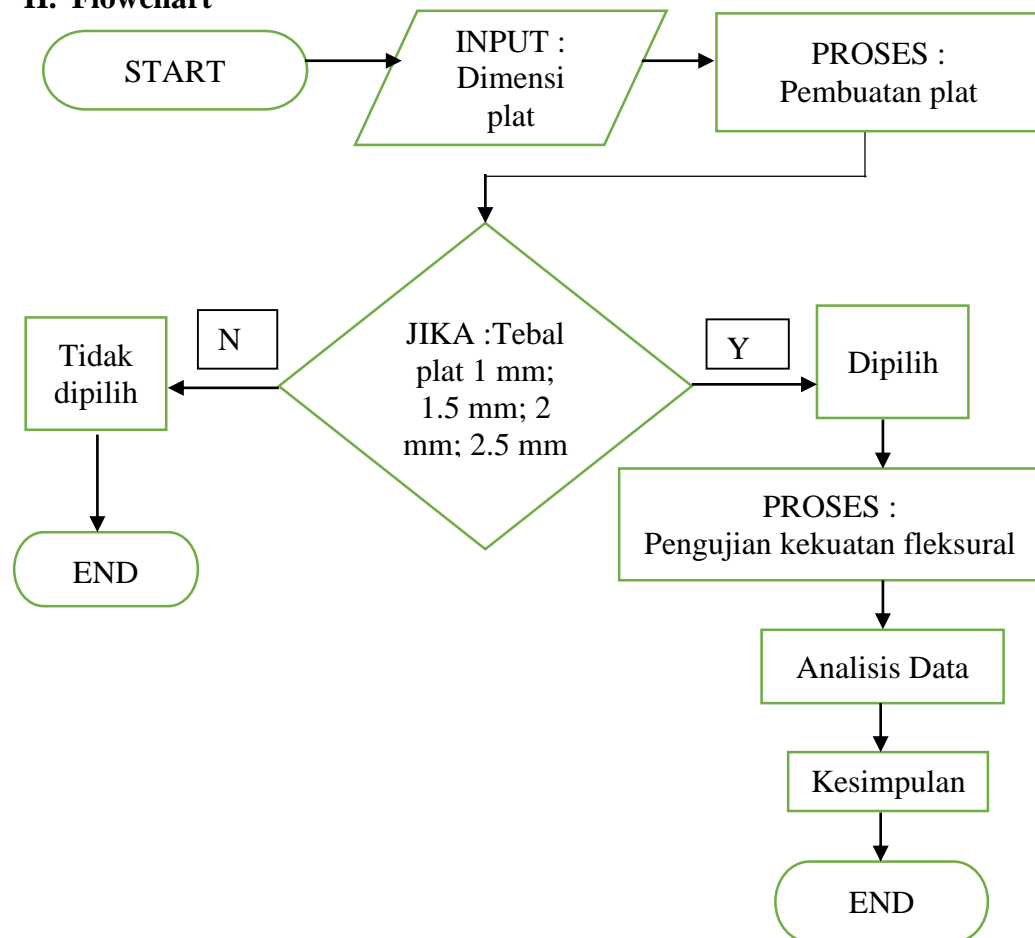 II. Flowchart
START
INPUT :
Dimensi
plat
PROSES :
Pembuatan plat
JIKA :Tebal
plat 1 mm;
1.5 mm; 2
mm; 2.5 mm
N
Tidak
dipilih
END
Y
Dipilih
PROSES :
Pengujian kekuatan fleksural
Analisis Data
Kesimpulan
END